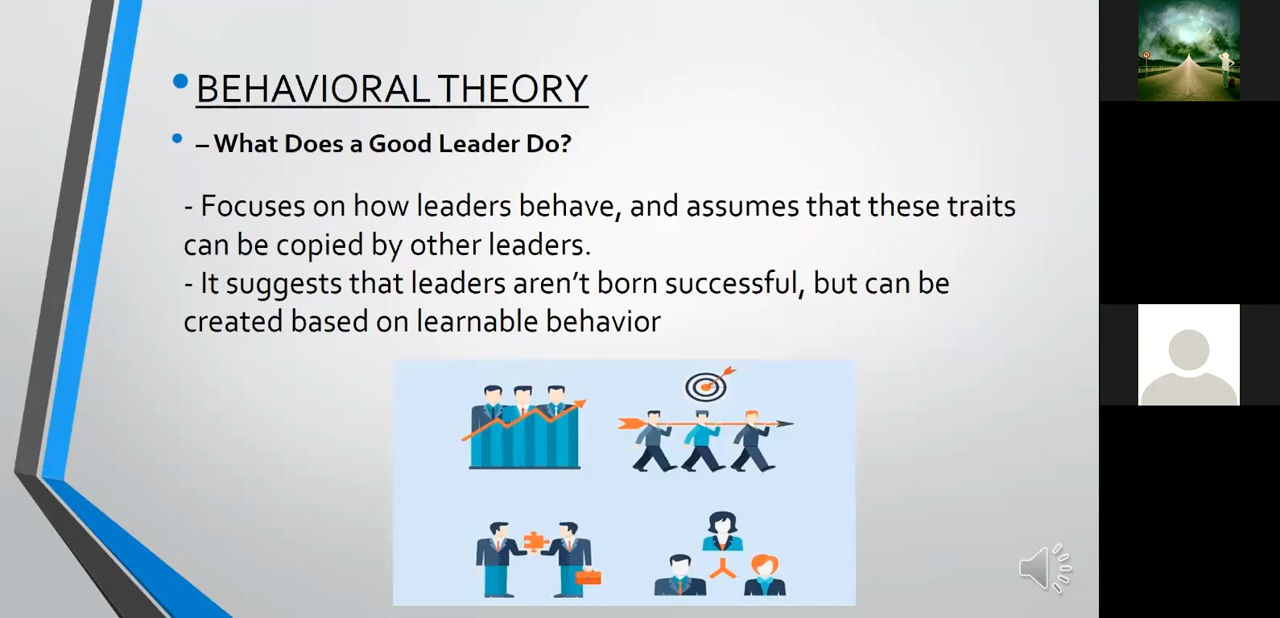 BEHAVIORAL THEORY
– What Does a Good Leader Do?
- Focuses on how leaders behave, and assumes that these traits
can be copied by other leaders.
- It suggests that leaders aren’t born successful, but can be
created based on learnable behavior